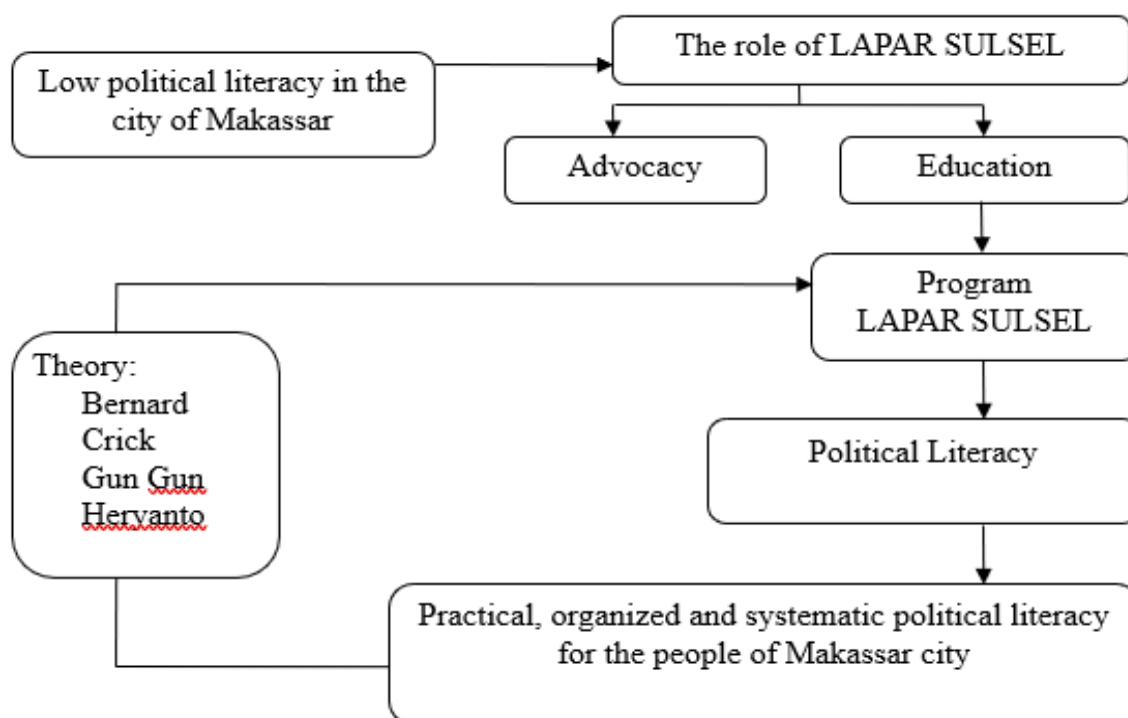 The role of LAPAR SULSEL
Low political literacy in the
city of Makassar
Advocacy
Education
Program
LAPAR SULSEL
Theory:
Bernard
Crick
Gun Gun
Heryanto
Political Literacy
Practical, organized and systematic political literacy
for the people of Makassar city